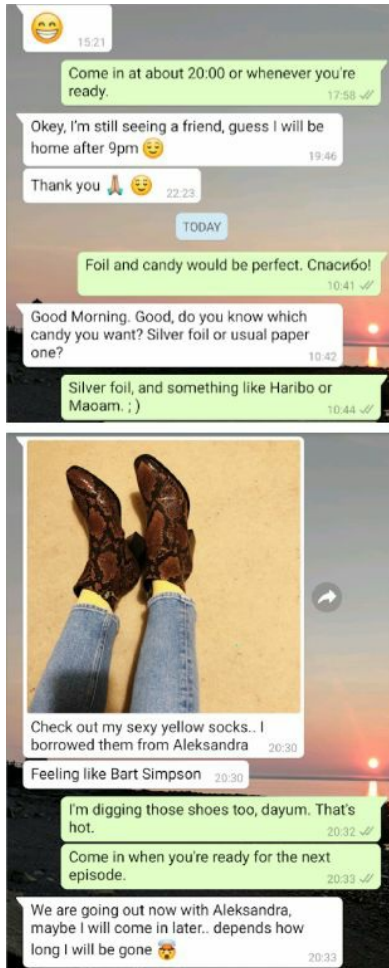 15:21
Come in at about 20:00 or whenever you're
ready.
17:58
Okey, I'm still seeing a friend, guess I will be
home after 9pm
19:46
Thank you
22:23
TODAY
Foil and candy would be perfect. Спасибо!
10:41
Good Morning. Good, do you know which
candy you want? Silver foil or usual paper
one?
10:42
Silver foil, and something like Haribo or
Maoam. ; )
10:44
Check out my sexy yellow socks.. I
borrowed them from Aleksandra
20:30
Feeling like Bart Simpson
20:30
I'm digging those shoes too, dayum. That's
hot.
20:32
Come in when you're ready for the next
episode.
20:33
We are going out now with Aleksandra,
maybe I will come in later.. depends how
long I will be gone
20:33